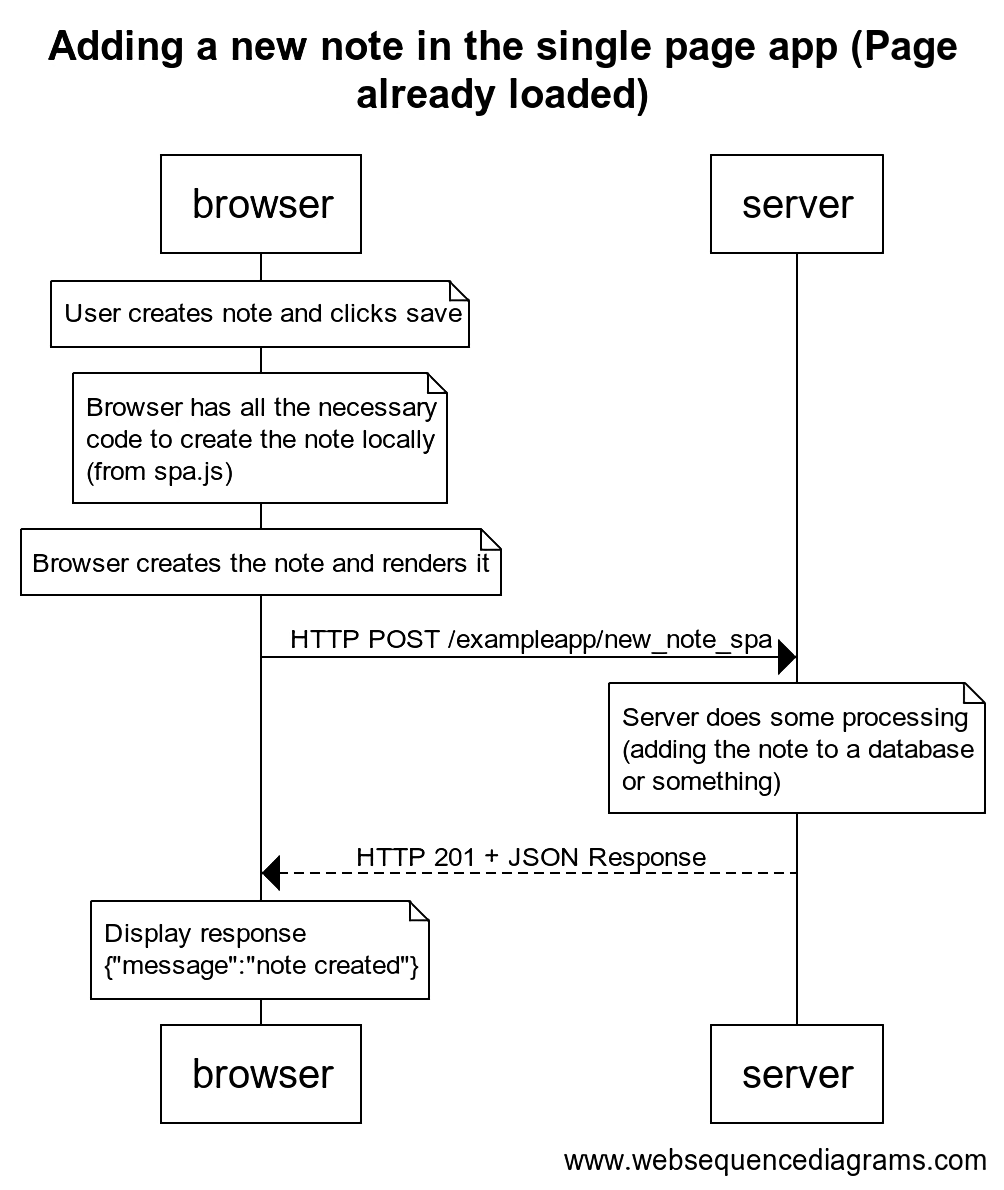 Adding a new note in the single page app (Page
already loaded)
browser
server
User creates note and clicks save
Browser has all the necessary
code to create the note locally
(from spa.js)
Browser creates the note and renders it
HTTP POST /exampleapp/new_note_spa
Server does some processing
(adding the note to a database
or something)
HTTP 201 + JSON Response
Display response
{"message":"note created"}
browser
server
www.websequencediagrams.com